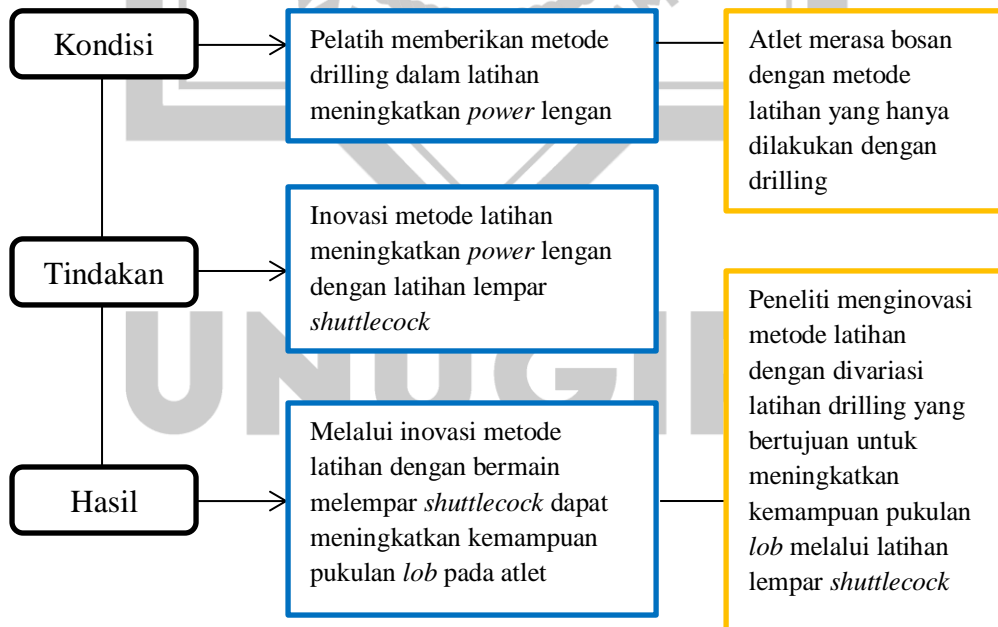 Kondisi
Pelatih memberikan metode
drilling dalam latihan
meningkatkan power lengan
Atlet merasa bosan
dengan metode
latihan yang hanya
dilakukan dengan
drilling
Tindakan
Inovasi metode latihan
meningkatkan power lengan
dengan latihan lempar
shuttlecock
Hasil
Melalui inovasi metode
latihan dengan bermain
melempar shuttlecock dapat
meningkatkan kemampuan
pukulan lob pada atlet
Peneliti menginovasi
metode latihan
dengan divariasi
latihan drilling yang
bertujuan untuk
meningkatkan
kemampuan pukulan
lob melalui latihan
lempar shuttlecock